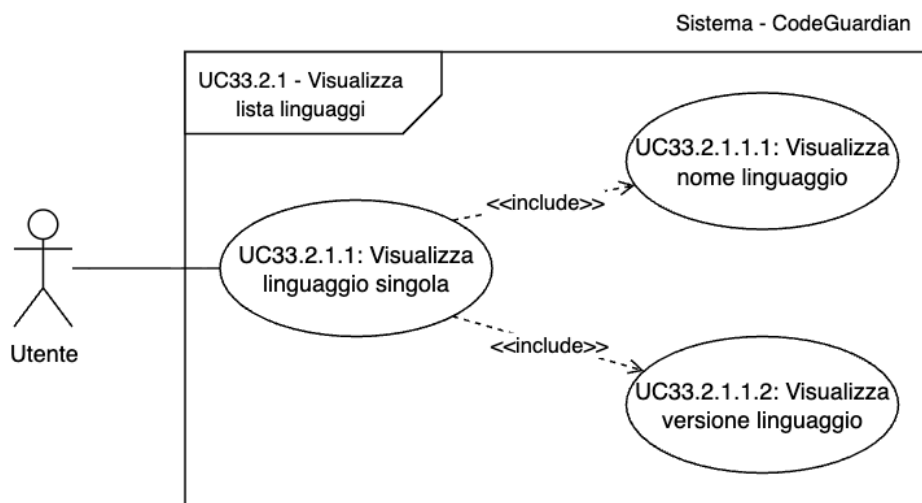 Sistema - CodeGuardian
UC33.2.1 - Visualizza
lista linguaggi
UC33.2.1.1.1: Visualizza
nome linguaggio
<<include>>
UC33.2.1.1: Visualizza
linguaggio singola
Utente
<<include>>
UC33.2.1.1.2: Visualizza
versione linguaggio